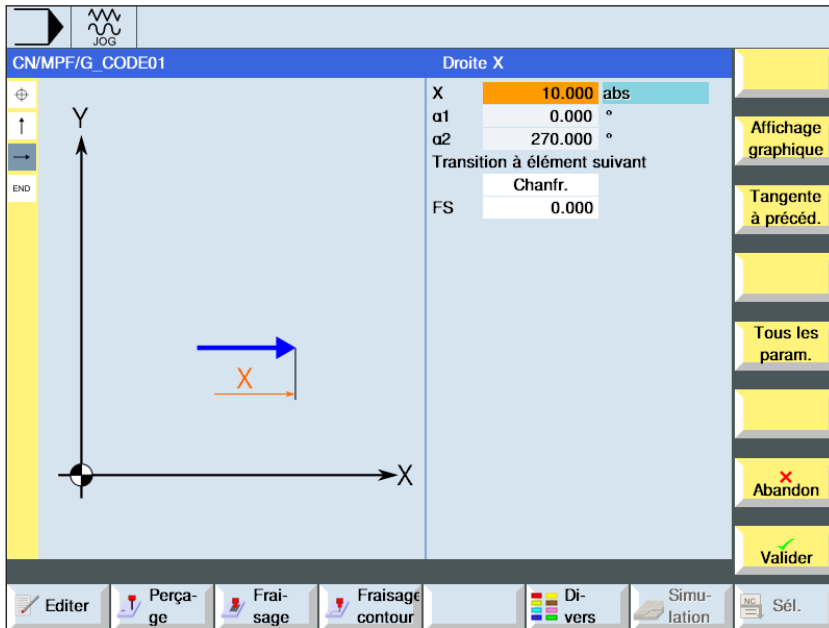 JOG
CN/MPF/G_CODE01
Droite X
X 10.000 abs
α1 0.000 °
α2 270.000 °
Transition à élément suivant
Chanfr.
FS 0.000
END
Y
X
X
Affichage
graphique
Tangente
à précéd.
Tous les
param.
Abandon
Valider
Editer
Perça-
ge
Frai-
sage
Fraisage
contour
Di-
vers
Simu-
lation
NC
Sél.